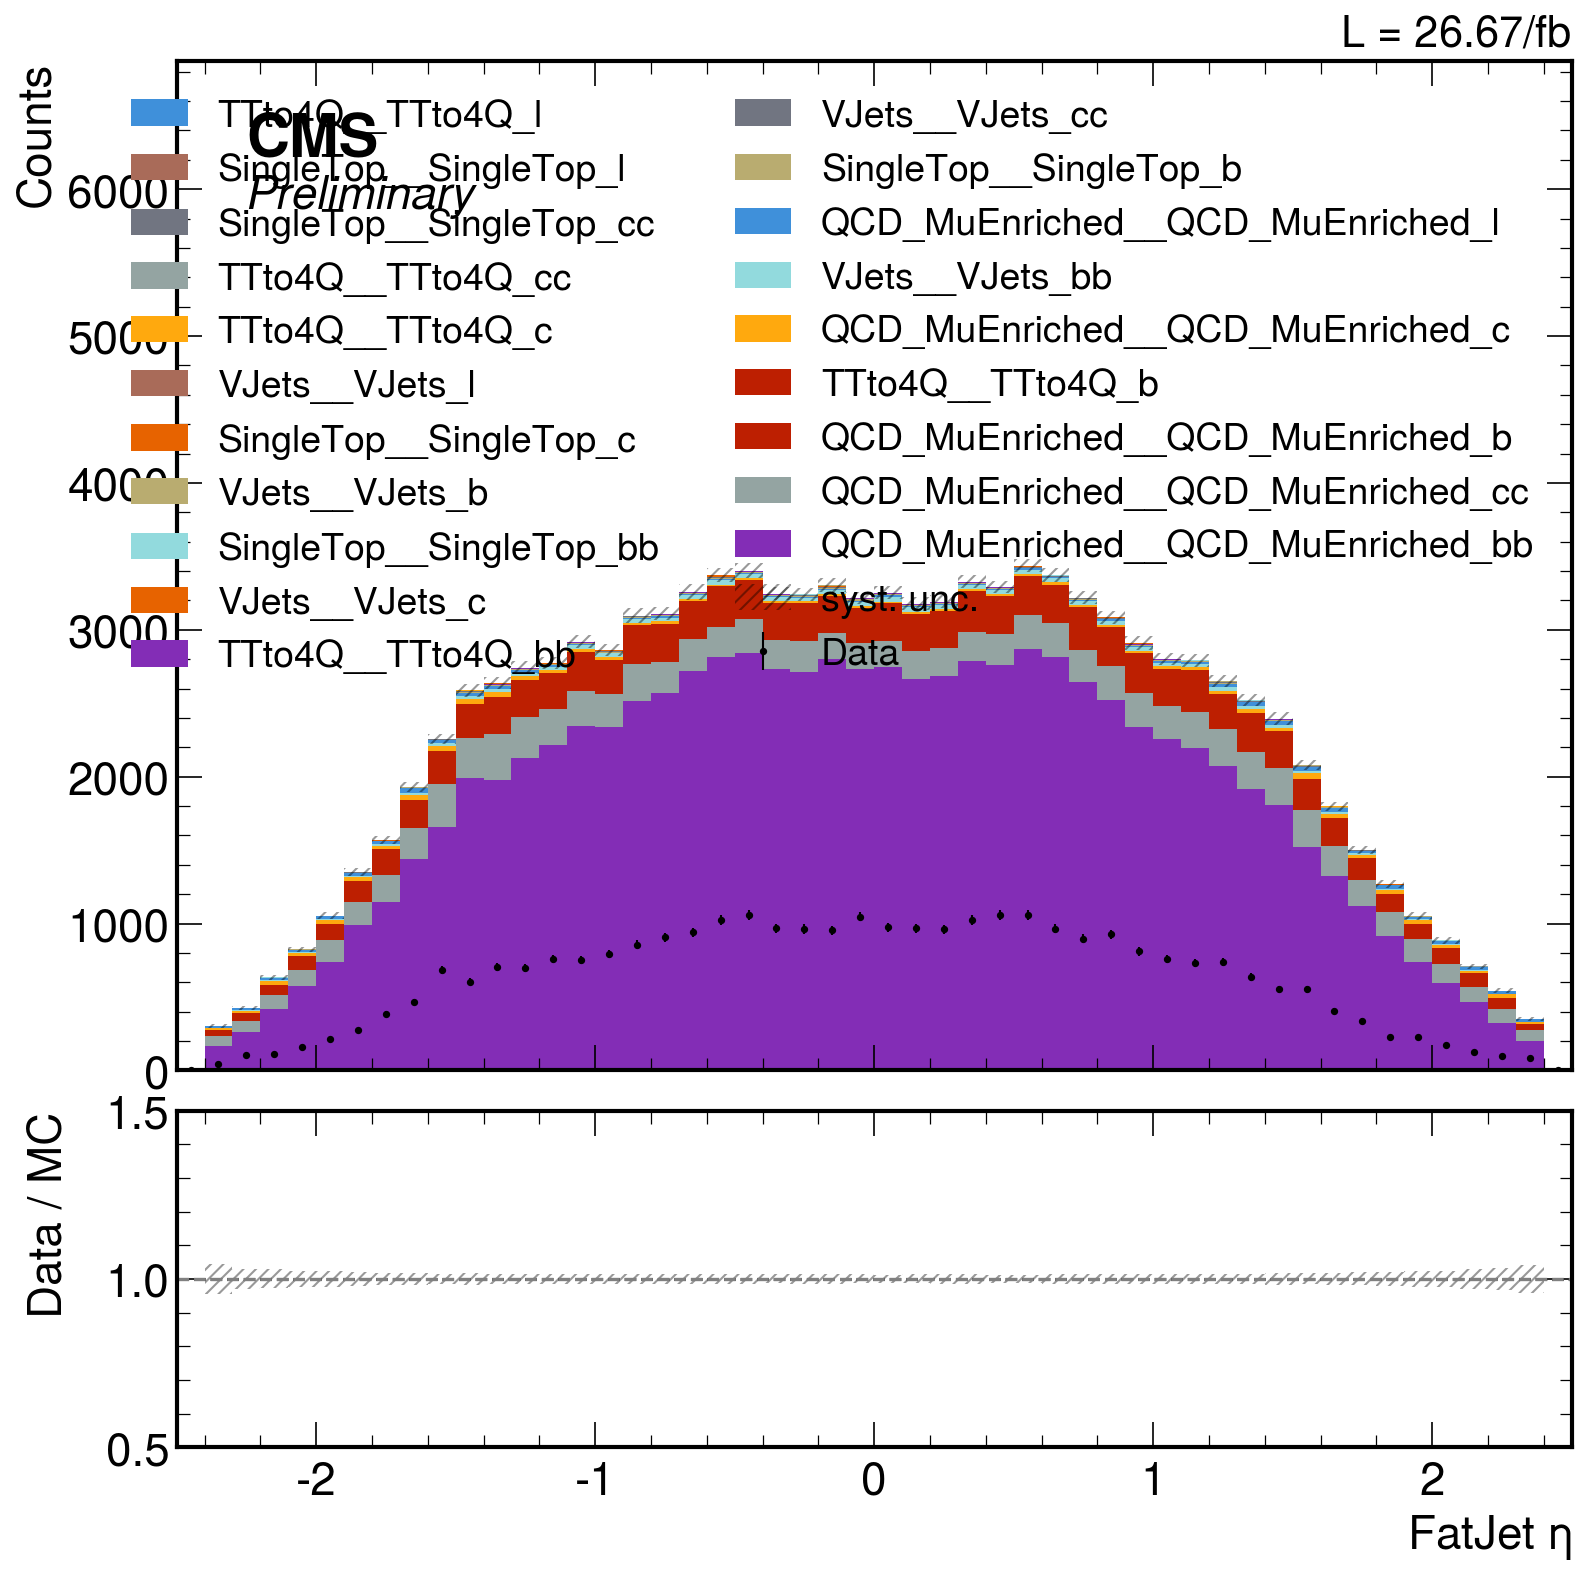 L = 26.67/fb
Counts
CMS
Preliminary
TTto4Q__TTto4Q_l
SingleTop__SingleTop_l
SingleTop__SingleTop_cc
TTto4Q__TTto4Q_cc
TTto4Q__TTto4Q_c
VJets__VJets_l
SingleTop__SingleTop_c
VJets__VJets_b
SingleTop__SingleTop_bb
VJets__VJets_c
TTto4Q__TTto4Q_bb
VJets__VJets_cc
SingleTop__SingleTop_b
QCD_MuEnriched__QCD_MuEnriched_l
VJets__VJets_bb
QCD_MuEnriched__QCD_MuEnriched_c
TTto4Q__TTto4Q_b
QCD_MuEnriched__QCD_MuEnriched_b
QCD_MuEnriched__QCD_MuEnriched_cc
QCD_MuEnriched__QCD_MuEnriched_bb
syst. unc.
Data
6000
5000
4000
3000
2000
1000
0
Data / MC
1.5
1.0
0.5
-2
-1
0
1
2
FatJet η